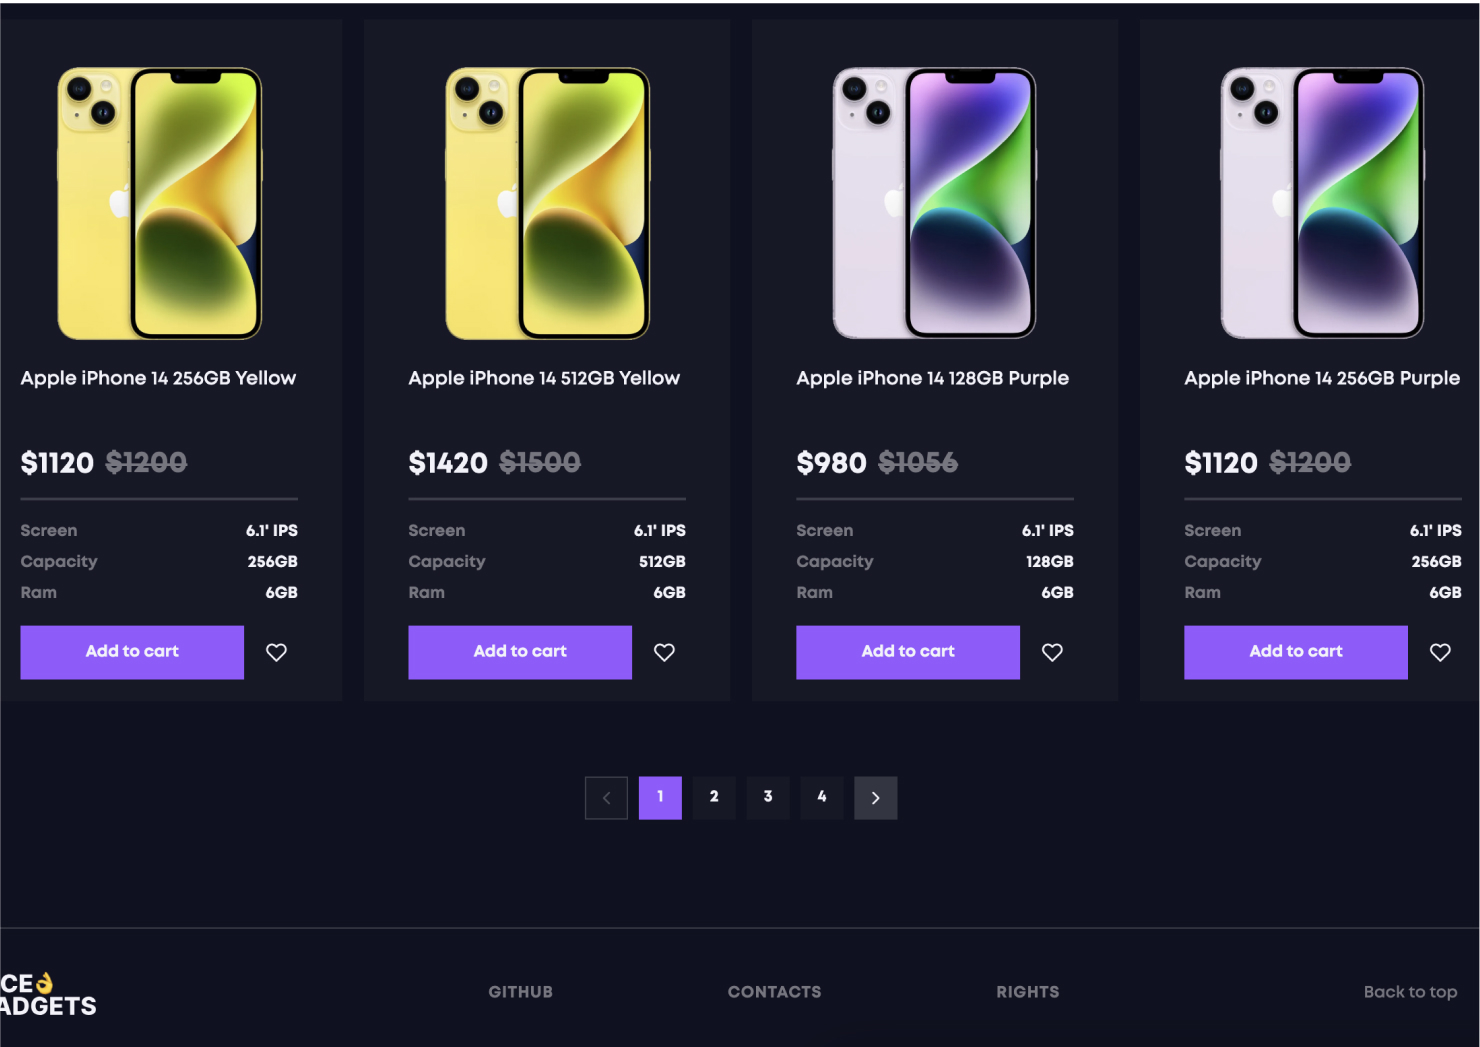 Apple iPhone 14 256GB Yellow
$1120 $1200
Screen 6.1' IPS
Capacity 256GB
Ram 6GB
Add to cart
Apple iPhone 14 512GB Yellow
$1420 $1500
Screen 6.1' IPS
Capacity 512GB
Ram 6GB
Add to cart
Apple iPhone 14 128GB Purple
$980 $1056
Screen 6.1' IPS
Capacity 128GB
Ram 6GB
Add to cart
Apple iPhone 14 256GB Purple
$1120 $1200
Screen 6.1' IPS
Capacity 256GB
Ram 6GB
Add to cart
1 2 3 4
CE👌
ADGETS
GITHUB
CONTACTS
RIGHTS
Back to top